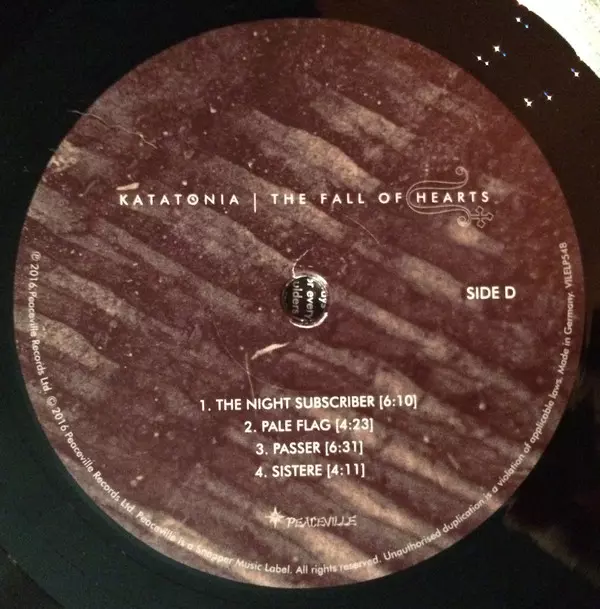 KATATONIA | THE FALL OF HEARTS
SIDE D
1. THE NIGHT SUBSCRIBER [6:10]
2. PALE FLAG [4:23]
3. PASSER [6:31]
4. SISTERE [4:11]
PEACEVILLE
℗ 2016 Peaceville Records Ltd. © 2016 Peaceville Records Ltd. Peaceville is a Snapper Music Label. All rights reserved. Unauthorised duplication is a violation of applicable laws. Made in Germany. VILELP548
or every